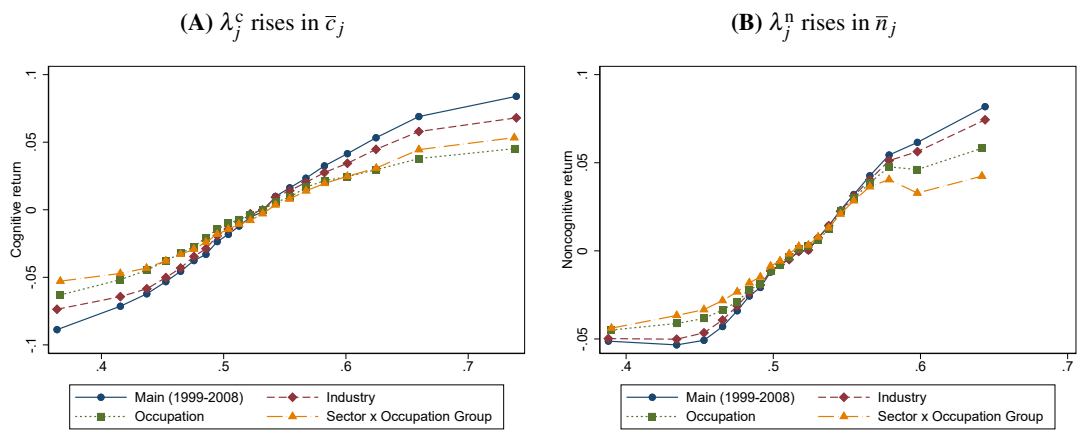 (A) λ_j^c rises in c̄_j
Cognitive return
.1
.05
0
-.05
-.1
.4 .5 .6 .7
Main (1999-2008) Industry
Occupation Sector x Occupation Group
(B) λ_j^n rises in n̄_j
Noncognitive return
.1
.05
0
-.05
.4 .5 .6 .7
Main (1999-2008) Industry
Occupation Sector x Occupation Group